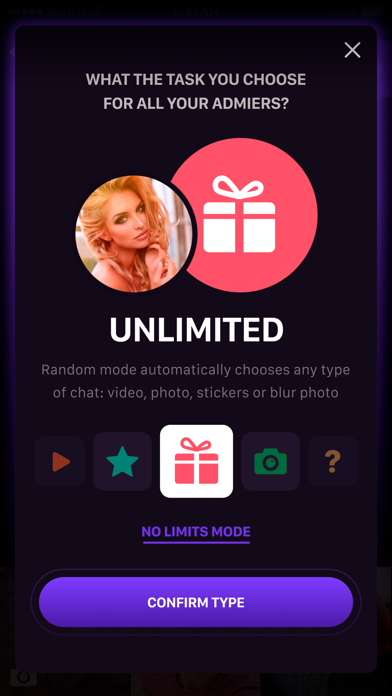 WHAT THE TASK YOU CHOOSE
FOR ALL YOUR ADMIERS?
UNLIMITED
Random mode automatically chooses any type
of chat: video, photo, stickers or blur photo
?
NO LIMITS MODE
CONFIRM TYPE